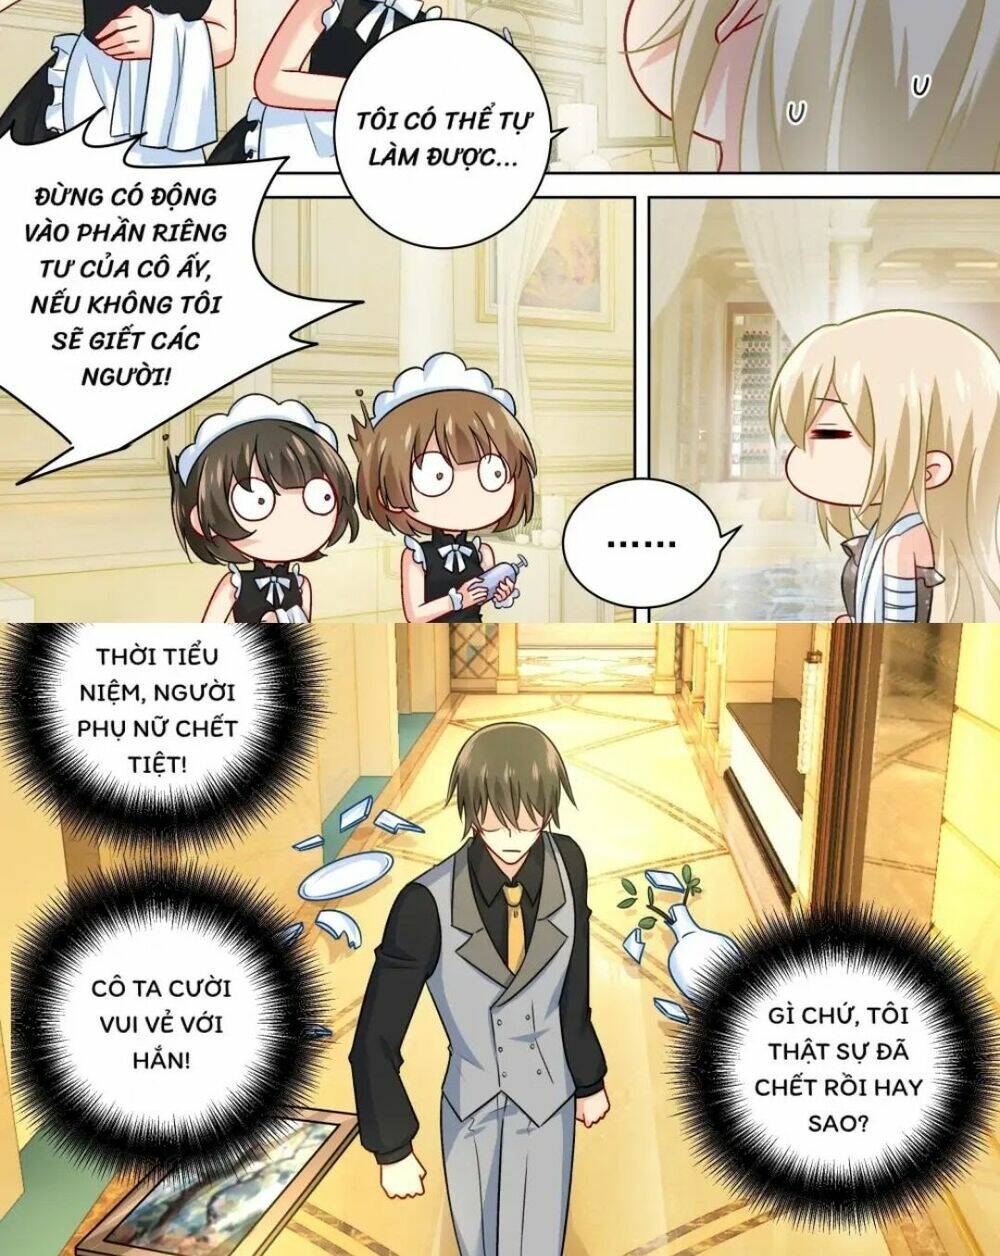 TÔI CÓ THỂ TỰ
LÀM ĐƯỢC...
ĐỪNG CÓ ĐỘNG
VÀO PHẦN RIÊNG
TƯ CỦA CÔ ẤY,
NẾU KHÔNG TÔI
SẼ GIẾT CÁC
NGƯỜI!
......
THỜI TIỂU
NIỆM, NGƯỜI
PHỤ NỮ CHẾT
TIỆT!
CÔ TA CƯỜI
VUI VẺ VỚI
HẮN!
GÌ CHỨ, TÔI
THẬT SỰ ĐÃ
CHẾT RỒI HAY
SAO?